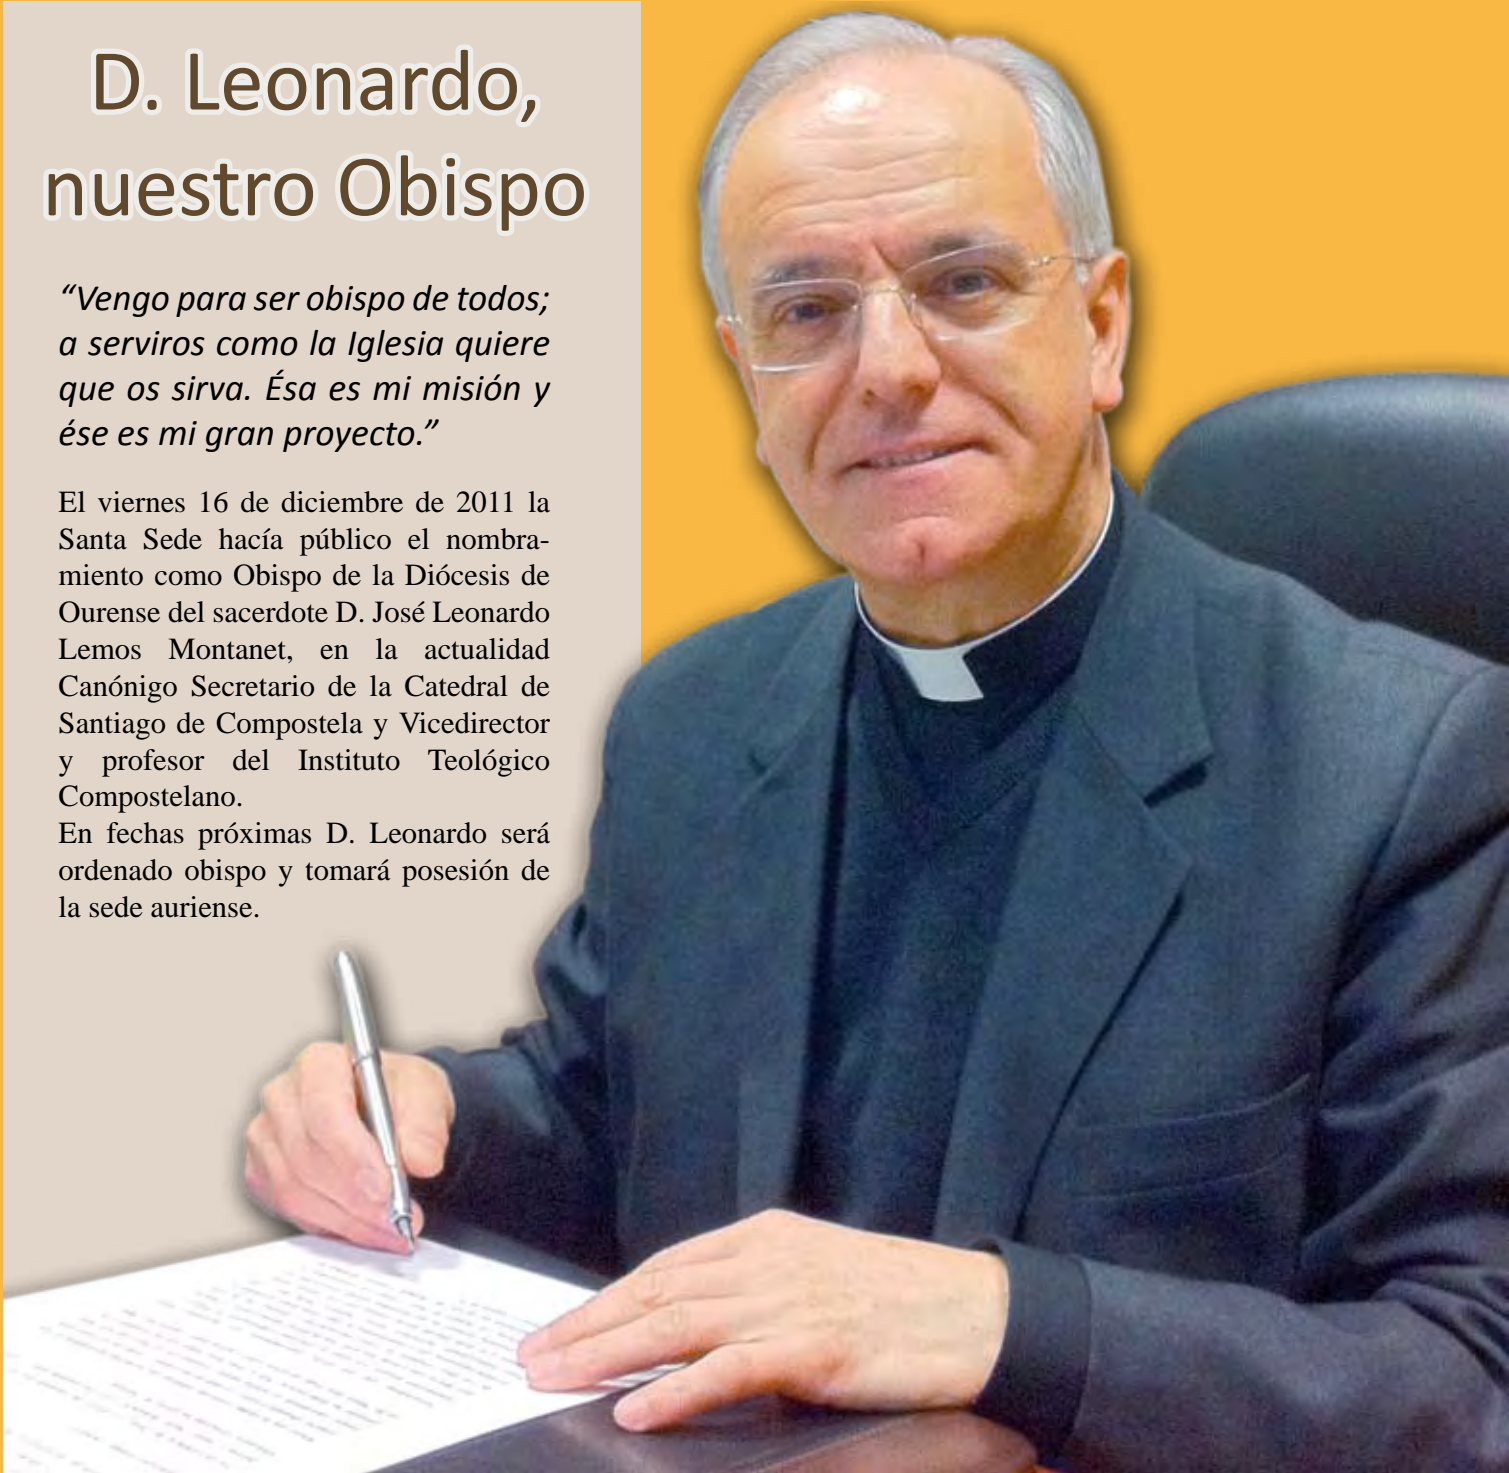 D. Leonardo,
nuestro Obispo
“Vengo para ser obispo de todos;
a serviros como la Iglesia quiere
que os sirva. Ésa es mi misión y
ése es mi gran proyecto.”
El viernes 16 de diciembre de 2011 la
Santa Sede hacía público el nombra-
miento como Obispo de la Diócesis de
Ourense del sacerdote D. José Leonardo
Lemos Montanet, en la actualidad
Canónigo Secretario de la Catedral de
Santiago de Compostela y Vicedirector
y profesor del Instituto Teológico
Compostelano.
En fechas próximas D. Leonardo será
ordenado obispo y tomará posesión de
la sede auriense.